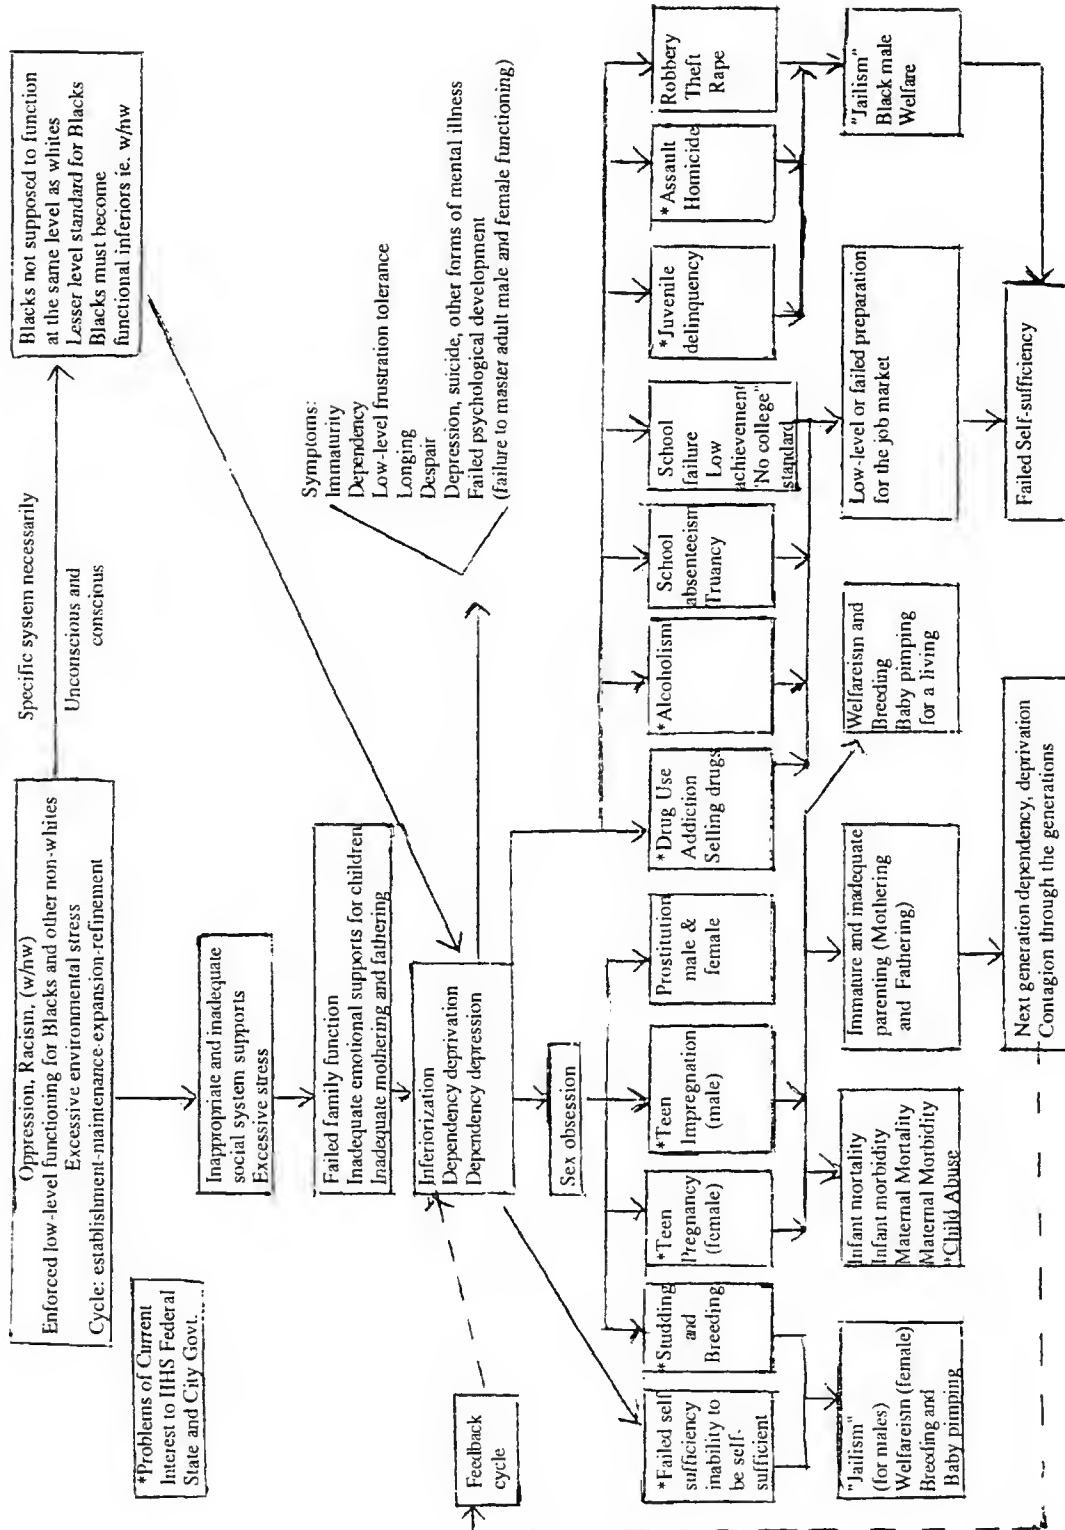 (Oppression, Racism, (w/nw)
Enforced low-level functioning for Blacks and other non-whites
Excessive environmental stress
Cycle: establishment-maintenance-expansion-refinement
Specific system necessarily
Unconscious and
conscious
Blacks not supposed to function
at the same level as whites
Lesser level standard for Blacks
Blacks must become
functional inferiors ie. w/nw
*Problems of Current
Interest to HHS Federal
State and City Govt.
Inappropriate and inadequate
social system supports
Excessive stress
Failed family function
Inadequate emotional supports for children
Inadequate mothering and fathering
Inferiorization
Dependency deprivation
Dependency depression
Symptoms:
Immaturity
Dependency
Low-level frustration tolerance
Longing
Despair
Depression, suicide, other forms of mental illness
Failed psychological development
(failure to master adult male and female functioning)
Feedback
cycle
Sex obsession
*Failed self
sufficiency
inability to
be self-
sufficient
*Studding
and
Breeding
*Teen
Pregnancy
(female)
*Teen
Impregnation
(male)
Prostitution
male &
female
*Drug Use
Addiction
Selling drugs
*Alcoholism
School
absenteeism
Truancy
School
failure
Low
achievement
"No college"
standard
*Juvenile
delinquency
*Assault
Homicide
Robbery
Theft
Rape
"Jailism"
(for males)
Welfareism (female)
Breeding and
Baby pimping
Infant mortality
Infant morbidity
Maternal Mortality
Maternal Morbidity
*Child Abuse
Immature and inadequate
parenting (Mothering
and Fathering)
Welfareism and
Breeding
Baby pimping
for a living
Low-level or failed preparation
for the job market
"Jailism"
Black male
Welfare
Next generation dependency, deprivation
Contagion through the generations
Failed Self-sufficiency